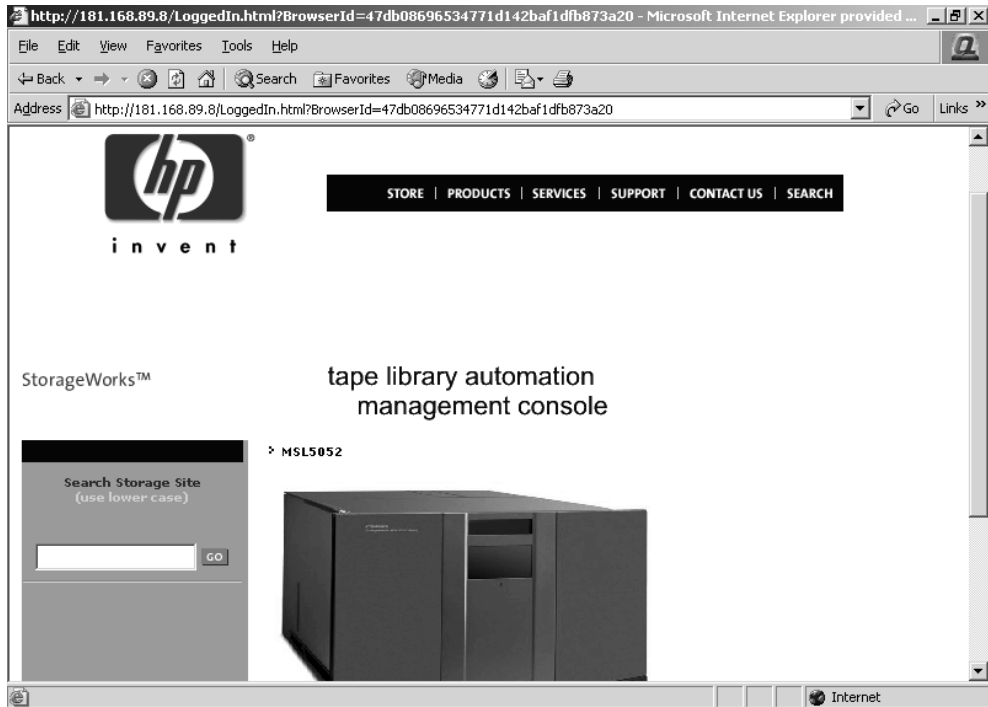 http://181.168.89.8/LoggedIn.html?BrowserId=47db08696534771d142baf1dfb873a20 - Microsoft Internet Explorer provided ...
File Edit View Favorites Tools Help
Back Search Favorites Media
Address http://181.168.89.8/LoggedIn.html?BrowserId=47db08696534771d142baf1dfb873a20 Go Links »
hp ®
invent
STORE | PRODUCTS | SERVICES | SUPPORT | CONTACT US | SEARCH
StorageWorks™
tape library automation
management console
> MSL5052
Search Storage Site
(use lower case)
GO
Internet